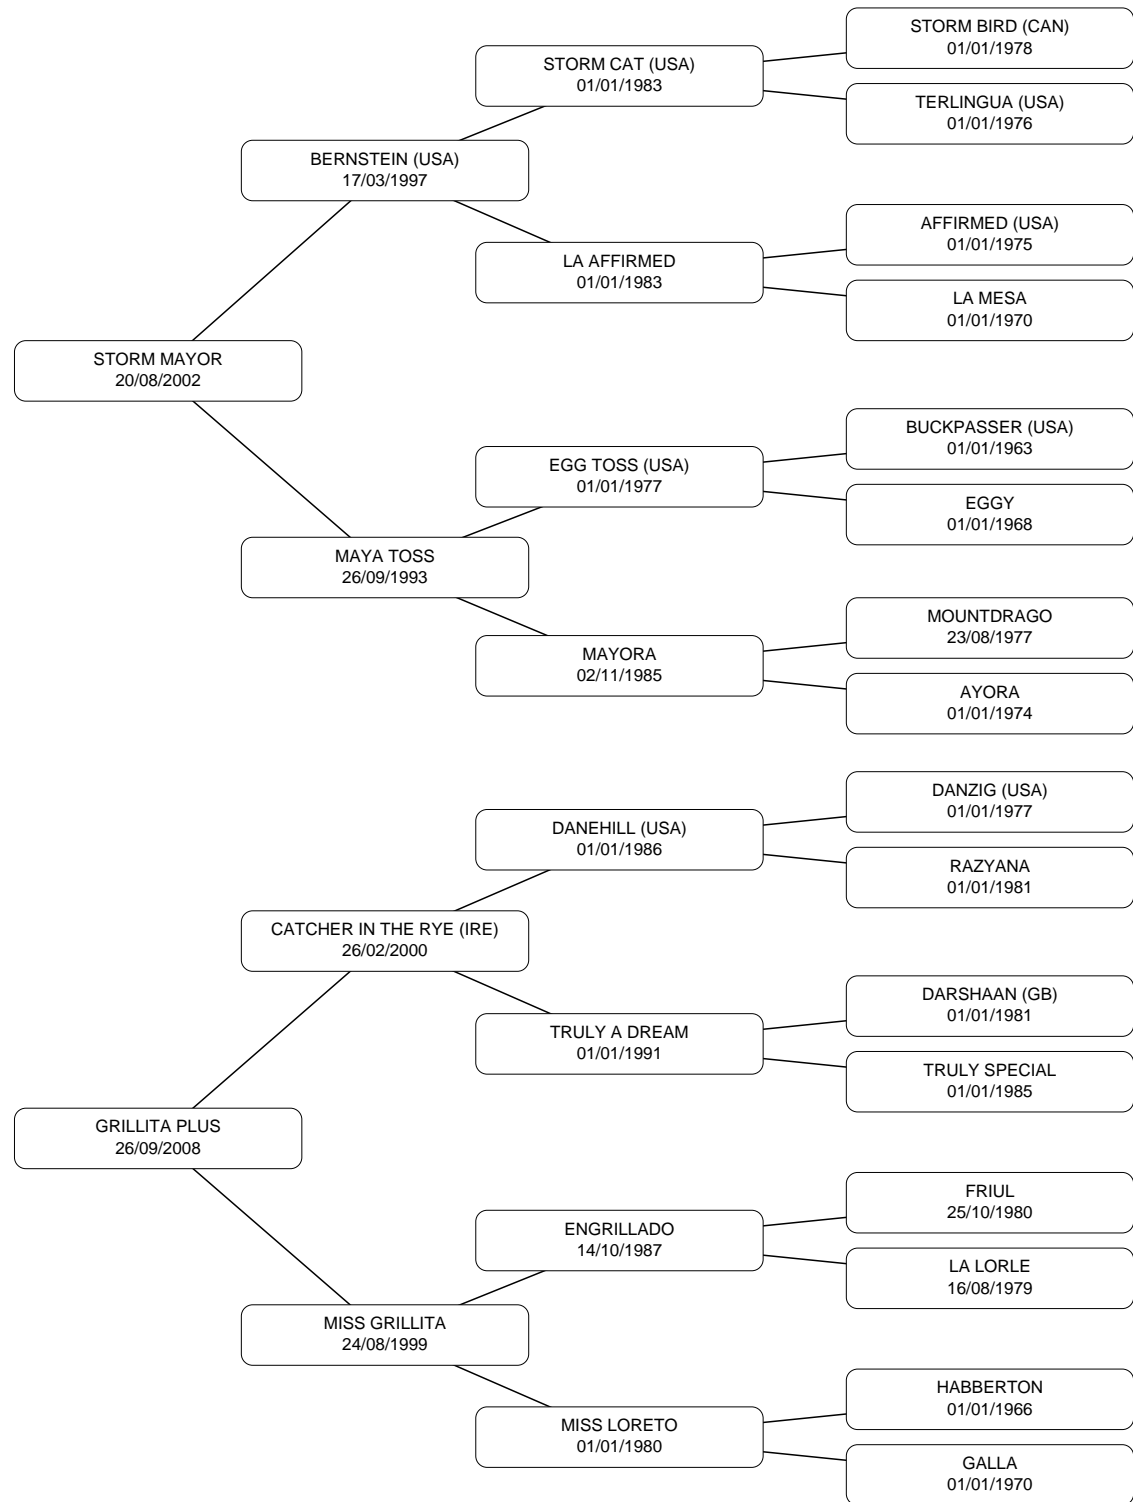 STORM BIRD (CAN)
01/01/1978
STORM CAT (USA)
01/01/1983
TERLINGUA (USA)
01/01/1976
BERNSTEIN (USA)
17/03/1997
AFFIRMED (USA)
01/01/1975
LA AFFIRMED
01/01/1983
LA MESA
01/01/1970
STORM MAYOR
20/08/2002
BUCKPASSER (USA)
01/01/1963
EGG TOSS (USA)
01/01/1977
EGGY
01/01/1968
MAYA TOSS
26/09/1993
MOUNTDRAGO
23/08/1977
MAYORA
02/11/1985
AYORA
01/01/1974
DANZIG (USA)
01/01/1977
DANEHILL (USA)
01/01/1986
RAZYANA
01/01/1981
CATCHER IN THE RYE (IRE)
26/02/2000
DARSHAAN (GB)
01/01/1981
TRULY A DREAM
01/01/1991
TRULY SPECIAL
01/01/1985
GRILLITA PLUS
26/09/2008
FRIUL
25/10/1980
ENGRILLADO
14/10/1987
LA LORLE
16/08/1979
MISS GRILLITA
24/08/1999
HABBERTON
01/01/1966
MISS LORETO
01/01/1980
GALLA
01/01/1970